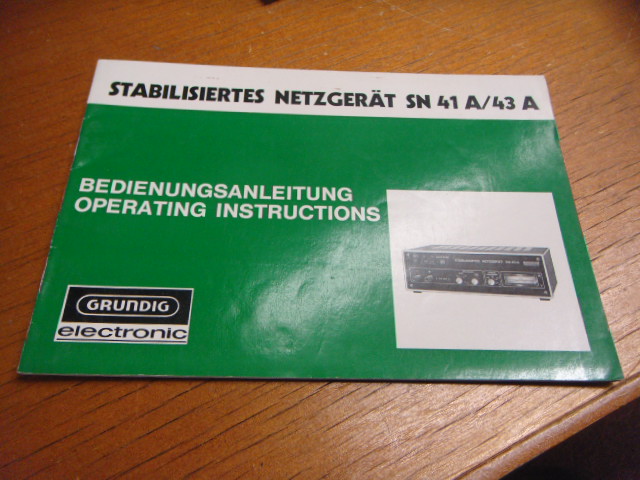 STABILISIERTES NETZGERÄT SN 41 A/43 A
BEDIENUNGSANLEITUNG
OPERATING INSTRUCTIONS
GRUNDIG
electronic